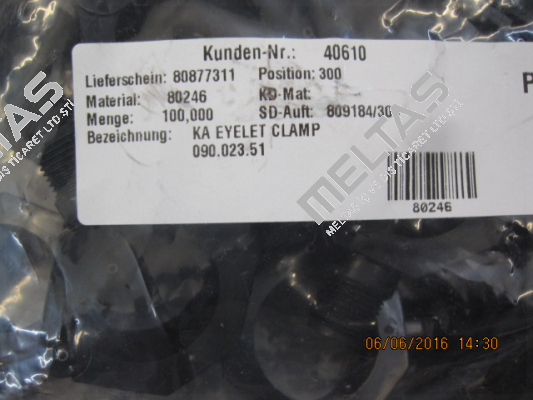 Kunden-Nr.: 40610
Lieferschein: 80877311 Position: 300
Material: 80246 KD-Mat:
Menge: 100,000 SD-Auft: 809184/30
Bezeichnung: KA EYELET CLAMP
090.023.51
P
80246
MELTAS
06/06/2016 14:30